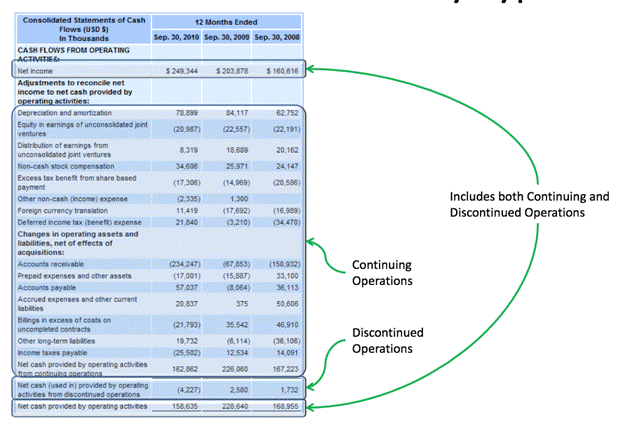 Consolidated Statements of Cash
Flows (USD $)
In Thousands
12 Months Ended
Sep. 30, 2010 Sep. 30, 2009 Sep. 30, 2008
CASH FLOWS FROM OPERATING
ACTIVITIES:
Net income $ 249,344 $ 203,878 $ 160,616
Adjustments to reconcile net
income to net cash provided by
operating activities:
Depreciation and amortization 78,899 84,117 62,752
Equity in earnings of unconsolidated joint
ventures (20,987) (22,557) (22,191)
Distribution of earnings from
unconsolidated joint ventures 8,319 18,689 20,162
Non-cash stock compensation 34,606 25,971 24,147
Excess tax benefit from share based
payment (17,306) (14,969) (20,586)
Other non-cash (income) expense (2,335) 1,300
Foreign currency translation 11,419 (17,692) (16,989)
Deferred income tax (benefit) expense 21,840 (3,210) (34,470)
Changes in operating assets and
liabilities, net of effects of
acquisitions:
Accounts receivable (234,247) (67,853) (150,932)
Prepaid expenses and other assets (17,001) (15,887) 33,100
Accounts payable 57,037 (8,064) 36,113
Accrued expenses and other current
liabilities 20,837 375 50,606
Billings in excess of costs on
uncompleted contracts (21,793) 35,542 46,910
Other long-term liabilities 19,732 (6,114) (36,106)
Income taxes payable (25,502) 12,534 14,091
Net cash provided by operating activities
from continuing operations 162,862 226,060 167,223
Net cash (used in) provided by operating
activities from discontinued operations (4,227) 2,580 1,732
Net cash provided by operating activities 158,635 228,640 168,955
Includes both Continuing and
Discontinued Operations
Continuing
Operations
Discontinued
Operations